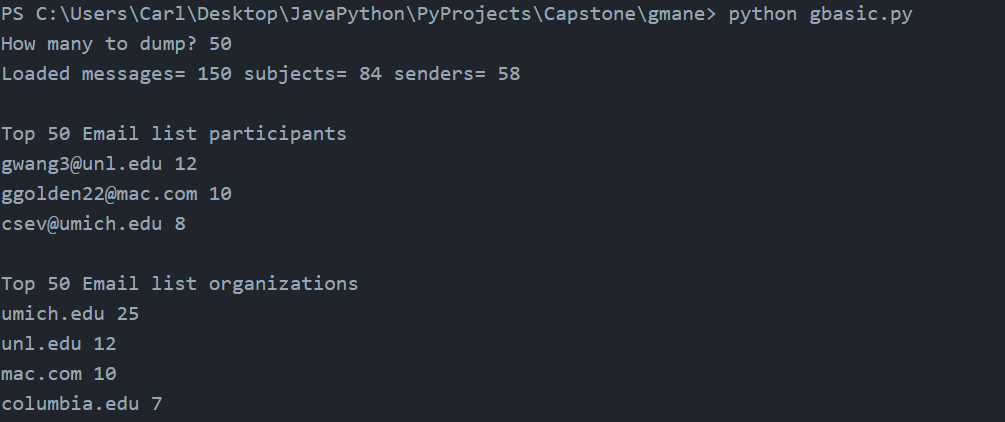 PS C:\Users\Carl\Desktop\JavaPython\PyProjects\Capstone\gmane> python gbasic.py
How many to dump? 50
Loaded messages= 150 subjects= 84 senders= 58
Top 50 Email list participants
gwang3@unl.edu 12
ggolden22@mac.com 10
csev@umich.edu 8
Top 50 Email list organizations
umich.edu 25
unl.edu 12
mac.com 10
columbia.edu 7